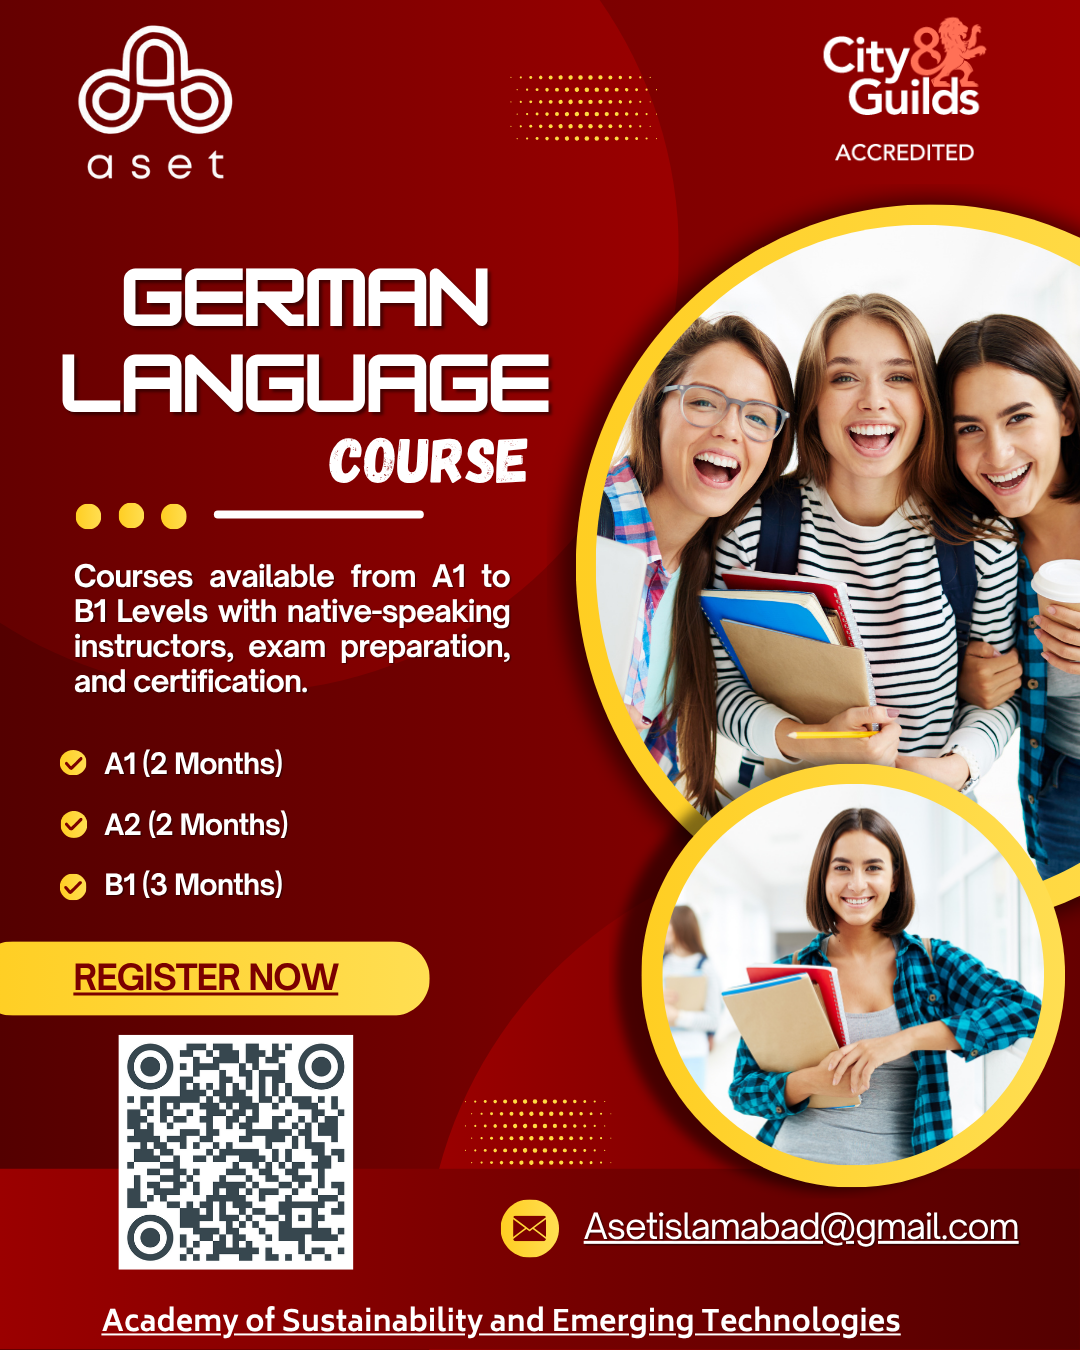 aset
City & Guilds
ACCREDITED
GERMAN
LANGUAGE
COURSE
Courses available from A1 to
B1 Levels with native-speaking
instructors, exam preparation,
and certification.
A1 (2 Months)
A2 (2 Months)
B1 (3 Months)
REGISTER NOW
Asetislamabad@gmail.com
Academy of Sustainability and Emerging Technologies